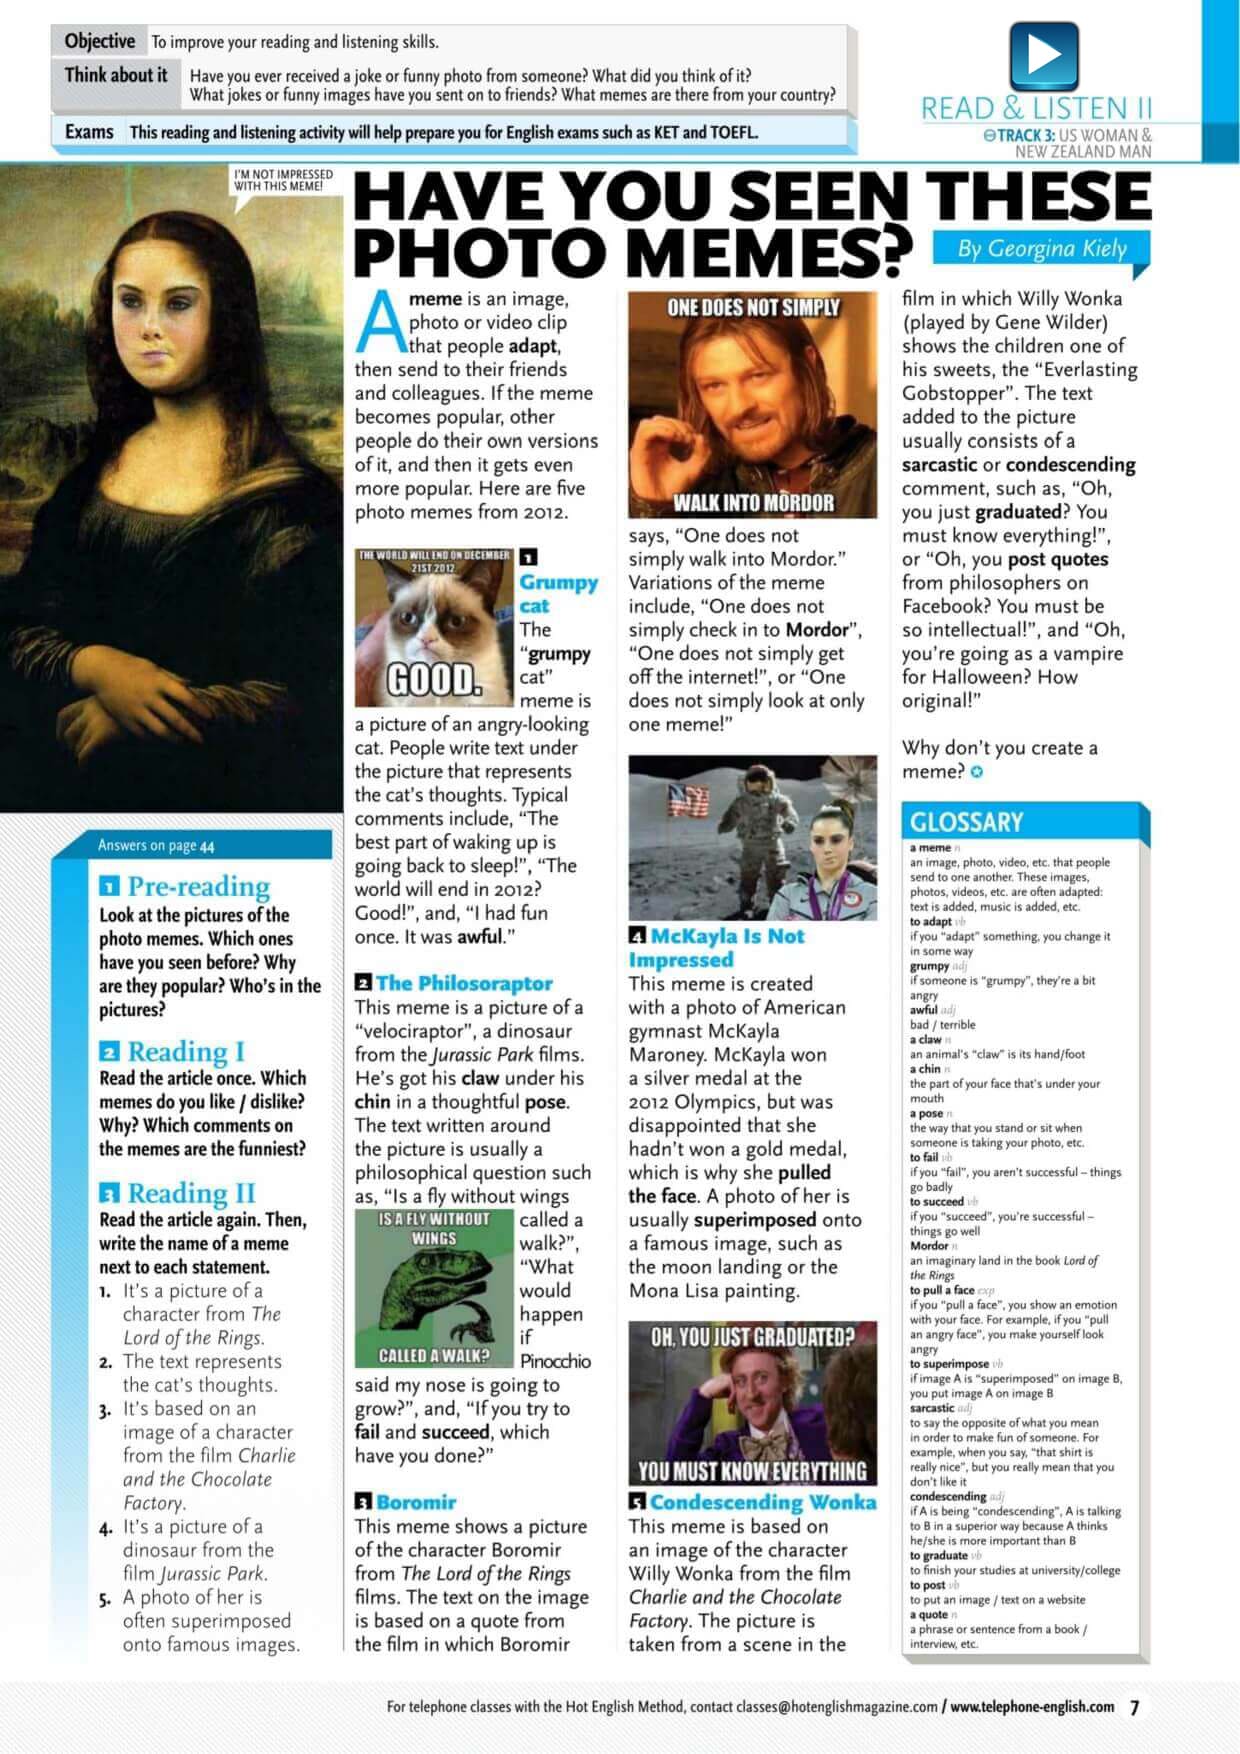 Objective To improve your reading and listening skills.
Think about it Have you ever received a joke or funny photo from someone? What did you think of it?
What jokes or funny images have you sent on to friends? What memes are there from your country?
Exams This reading and listening activity will help prepare you for English exams such as KET and TOEFL.
READ & LISTEN II
TRACK 3: US WOMAN &
NEW ZEALAND MAN
I'M NOT IMPRESSED
WITH THIS MEME!
HAVE YOU SEEN THESE
PHOTO MEMES?
By Georgina Kiely
A meme is an image,
photo or video clip
that people adapt,
then send to their friends
and colleagues. If the meme
becomes popular, other
people do their own versions
of it, and then it gets even
more popular. Here are five
photo memes from 2012.
THE WORLD WILL END ON DECEMBER
21ST 2012
GOOD.
1
Grumpy
cat
The
"grumpy
cat"
meme is
a picture of an angry-looking
cat. People write text under
the picture that represents
the cat's thoughts. Typical
comments include, "The
best part of waking up is
going back to sleep!", "The
world will end in 2012?
Good!", and, "I had fun
once. It was awful."
2 The Philosoraptor
This meme is a picture of a
"velociraptor", a dinosaur
from the Jurassic Park films.
He's got his claw under his
chin in a thoughtful pose.
The text written around
the picture is usually a
philosophical question such
as, "Is a fly without wings
IS A FLY WITHOUT
WINGS
CALLED A WALK?
called a
walk?",
"What
would
happen
if
Pinocchio
said my nose is going to
grow?", and, "If you try to
fail and succeed, which
have you done?"
3 Boromir
This meme shows a picture
of the character Boromir
from The Lord of the Rings
films. The text on the image
is based on a quote from
the film in which Boromir
ONE DOES NOT SIMPLY
WALK INTO MORDOR
says, "One does not
simply walk into Mordor."
Variations of the meme
include, "One does not
simply check in to Mordor",
"One does not simply get
off the internet!", or "One
does not simply look at only
one meme!"
4 McKayla Is Not
Impressed
This meme is created
with a photo of American
gymnast McKayla
Maroney. McKayla won
a silver medal at the
2012 Olympics, but was
disappointed that she
hadn't won a gold medal,
which is why she pulled
the face. A photo of her is
usually superimposed onto
a famous image, such as
the moon landing or the
Mona Lisa painting.
OH, YOU JUST GRADUATED?
YOU MUST KNOW EVERYTHING
5 Condescending Wonka
This meme is based on
an image of the character
Willy Wonka from the film
Charlie and the Chocolate
Factory. The picture is
taken from a scene in the
film in which Willy Wonka
(played by Gene Wilder)
shows the children one of
his sweets, the "Everlasting
Gobstopper". The text
added to the picture
usually consists of a
sarcastic or condescending
comment, such as, "Oh,
you just graduated? You
must know everything!",
or "Oh, you post quotes
from philosophers on
Facebook? You must be
so intellectual!", and "Oh,
you're going as a vampire
for Halloween? How
original!"
Why don't you create a
meme?
GLOSSARY
a meme n
an image, photo, video, etc. that people
send to one another. These images,
photos, videos, etc. are often adapted:
text is added, music is added, etc.
to adapt vb
if you "adapt" something, you change it
in some way
grumpy adj
if someone is "grumpy", they're a bit
angry
awful adj
bad / terrible
a claw n
an animal's "claw" is its hand/foot
a chin n
the part of your face that's under your
mouth
a pose n
the way that you stand or sit when
someone is taking your photo, etc.
to fail vb
if you "fail", you aren't successful – things
go badly
to succeed vb
if you "succeed", you're successful –
things go well
Mordor n
an imaginary land in the book Lord of
the Rings
to pull a face exp
if you "pull a face", you show an emotion
with your face. For example, if you "pull
an angry face", you make yourself look
angry
to superimpose vb
if image A is "superimposed" on image B,
you put image A on image B
sarcastic adj
to say the opposite of what you mean
in order to make fun of someone. For
example, when you say, "that shirt is
really nice", but you really mean that you
don't like it
condescending adj
if A is being "condescending", A is talking
to B in a superior way because A thinks
he/she is more important than B
to graduate vb
to finish your studies at university/college
to post vb
to put an image / text on a website
a quote n
a phrase or sentence from a book /
interview, etc.
Answers on page 44
1 Pre-reading
Look at the pictures of the
photo memes. Which ones
have you seen before? Why
are they popular? Who's in the
pictures?
2 Reading I
Read the article once. Which
memes do you like / dislike?
Why? Which comments on
the memes are the funniest?
3 Reading II
Read the article again. Then,
write the name of a meme
next to each statement.
1. It's a picture of a
character from The
Lord of the Rings.
2. The text represents
the cat's thoughts.
3. It's based on an
image of a character
from the film Charlie
and the Chocolate
Factory.
4. It's a picture of a
dinosaur from the
film Jurassic Park.
5. A photo of her is
often superimposed
onto famous images.
For telephone classes with the Hot English Method, contact classes@hotenglishmagazine.com / www.telephone-english.com 7